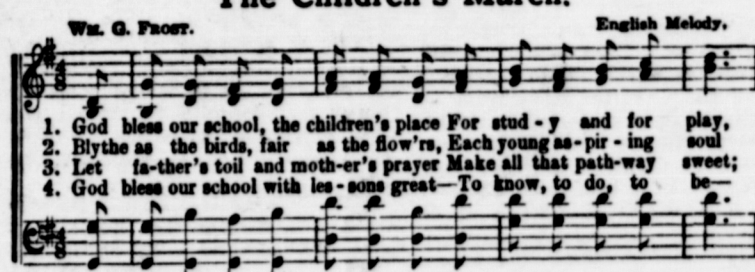 The Children's March.
WM. G. FROST. English Melody.
1. God bless our school, the children's place For stud - y and for play,
2. Blythe as the birds, fair as the flow'rs, Each young as - pir - ing soul
3. Let fa-ther's toil and moth-er's prayer Make all that path-way sweet;
4. God bless our school with les - sons great—To know, to do, to be—